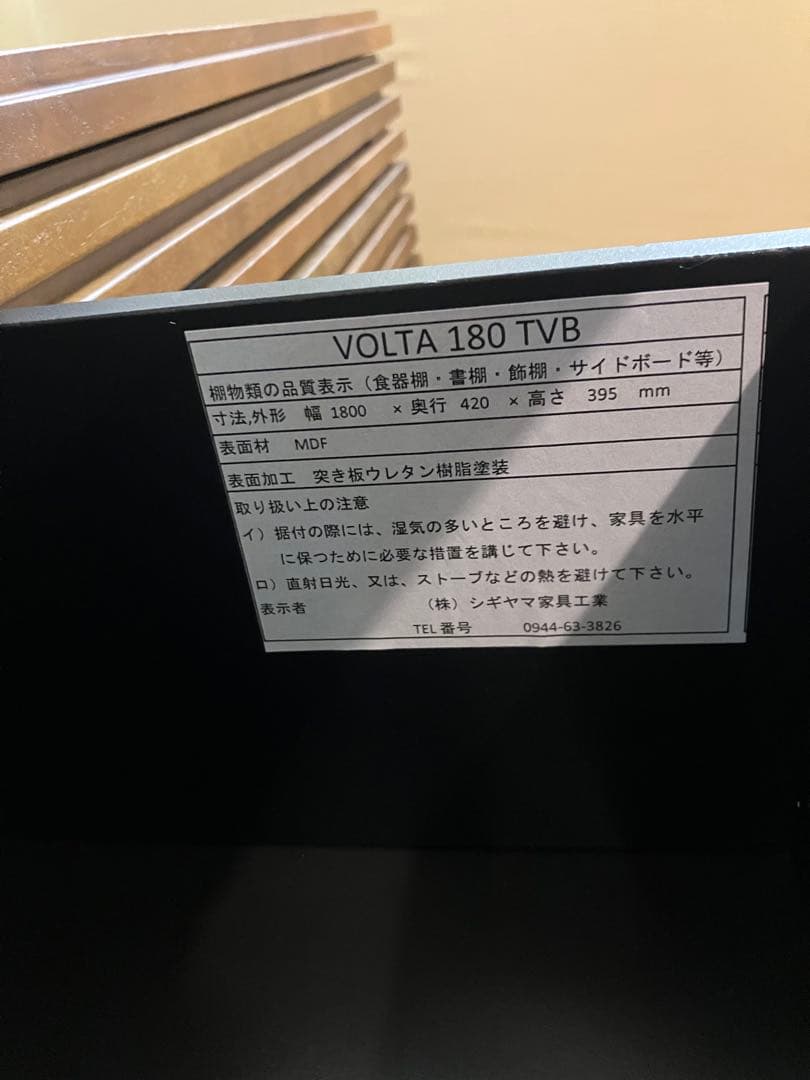 VOLTA 180 TVB
棚物類の品質表示（食器棚・書棚・飾棚・サイドボード等）
寸法,外形 幅 1800 × 奥行 420 × 高さ 395 mm
表面材 MDF
表面加工 突き板ウレタン樹脂塗装
取り扱い上の注意
イ）据付の際には、湿気の多いところを避け、家具を水平
に保つために必要な措置を講じて下さい。
ロ）直射日光、又は、ストーブなどの熱を避けて下さい。
表示者 （株）シギヤマ家具工業
TEL 番号 0944-63-3826